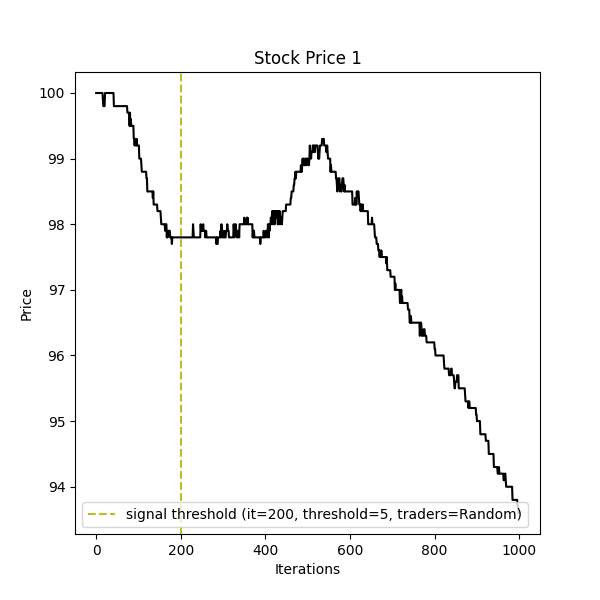 Stock Price 1
Price
100
99
98
97
96
95
94
signal threshold (it=200, threshold=5, traders=Random)
0 200 400 600 800 1000
Iterations